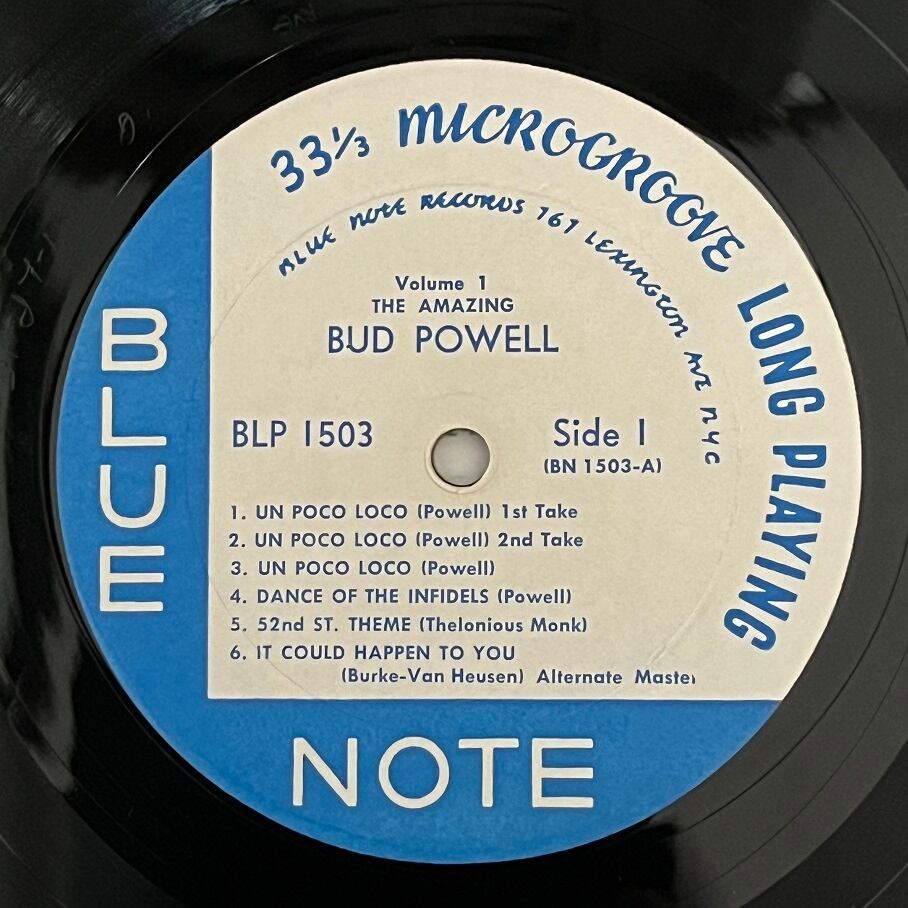 33⅓ MICROGROOVE LONG PLAYING
BLUE NOTE RECORDS 767 LEXINGTON AVE NYC
Volume 1
THE AMAZING
BUD POWELL
BLP 1503
Side 1
(BN 1503-A)
1. UN POCO LOCO (Powell) 1st Take
2. UN POCO LOCO (Powell) 2nd Take
3. UN POCO LOCO (Powell)
4. DANCE OF THE INFIDELS (Powell)
5. 52nd ST. THEME (Thelonious Monk)
6. IT COULD HAPPEN TO YOU
(Burke-Van Heusen) Alternate Master
BLUE
NOTE